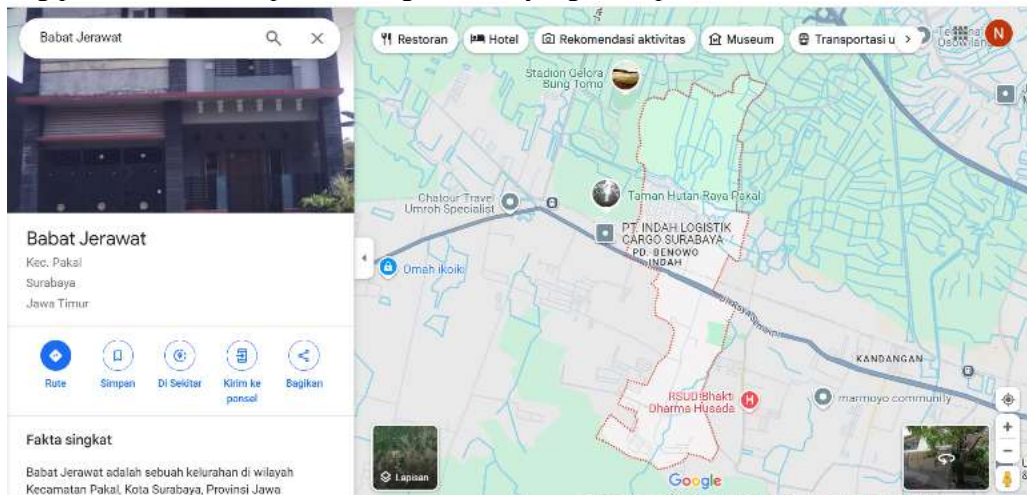 Babat Jerawat
Restoran
Hotel
Rekomendasi aktivitas
Museum
Transportasi u
N
Stadion Gelora
Bung Tomo
Taman Hutan Raya Pakal
Chatour Travel
Umroh Specialist
PT. INDAH LOGISTIK
CARGO SURABAYA
PD. BENOWO
INDAH
Omah ikoik
KANDANGAN
RSUD Bhakti
Dharma Husada
marmoyo community
Babat Jerawat
Kec. Pakal
Surabaya
Jawa Timur
Rute
Simpan
Di Sekitar
Kirim ke
ponsel
Bagikan
Fakta singkat
Babat Jerawat adalah sebuah kelurahan di wilayah
Kecamatan Pakal, Kota Surabaya, Provinsi Jawa
Lapisan
Google